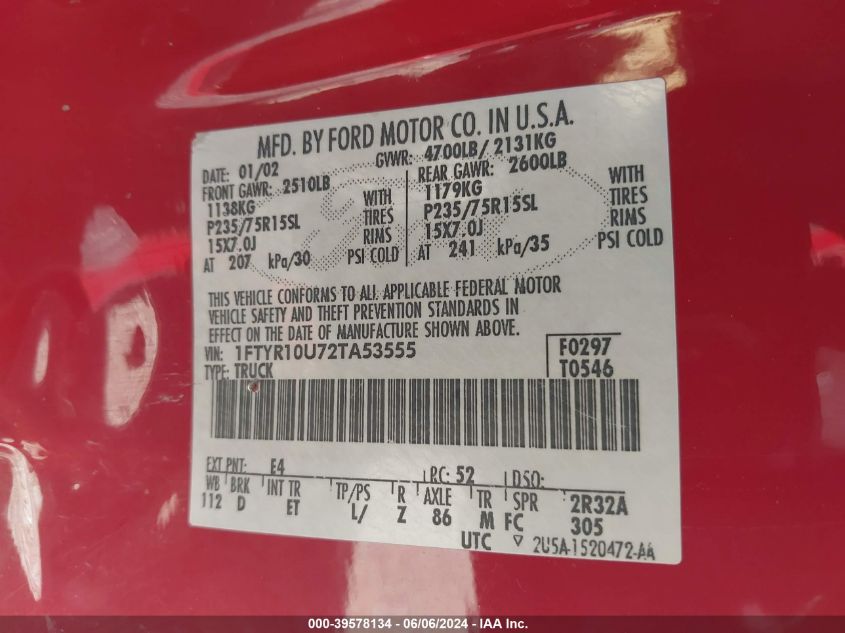 MFD. BY FORD MOTOR CO. IN U.S.A.
DATE: 01/02 GVWR: 4700LB/ 2131KG
FRONT GAWR: 2510LB REAR GAWR: 2600LB
1138KG WITH 1179KG WITH
P235/75R15SL TIRES P235/75R15SL TIRES
15X7.0J RIMS 15X7.0J RIMS
AT 207 kPa/30 PSI COLD AT 241 kPa/35 PSI COLD
THIS VEHICLE CONFORMS TO ALL APPLICABLE FEDERAL MOTOR
VEHICLE SAFETY AND THEFT PREVENTION STANDARDS IN
EFFECT ON THE DATE OF MANUFACTURE SHOWN ABOVE.
VIN: 1FTYR10U72TA53555 F0297
TYPE: TRUCK T0546
EXT PNT: E4 RC: 52 DSO:
WB BRK INT TR TP/PS R AXLE TR SPR 2R32A
112 D ET L/ Z 86 M FC 305
UTC ▽ 2U5A-1520472-AA
000-39578134 - 06/06/2024 - IAA Inc.